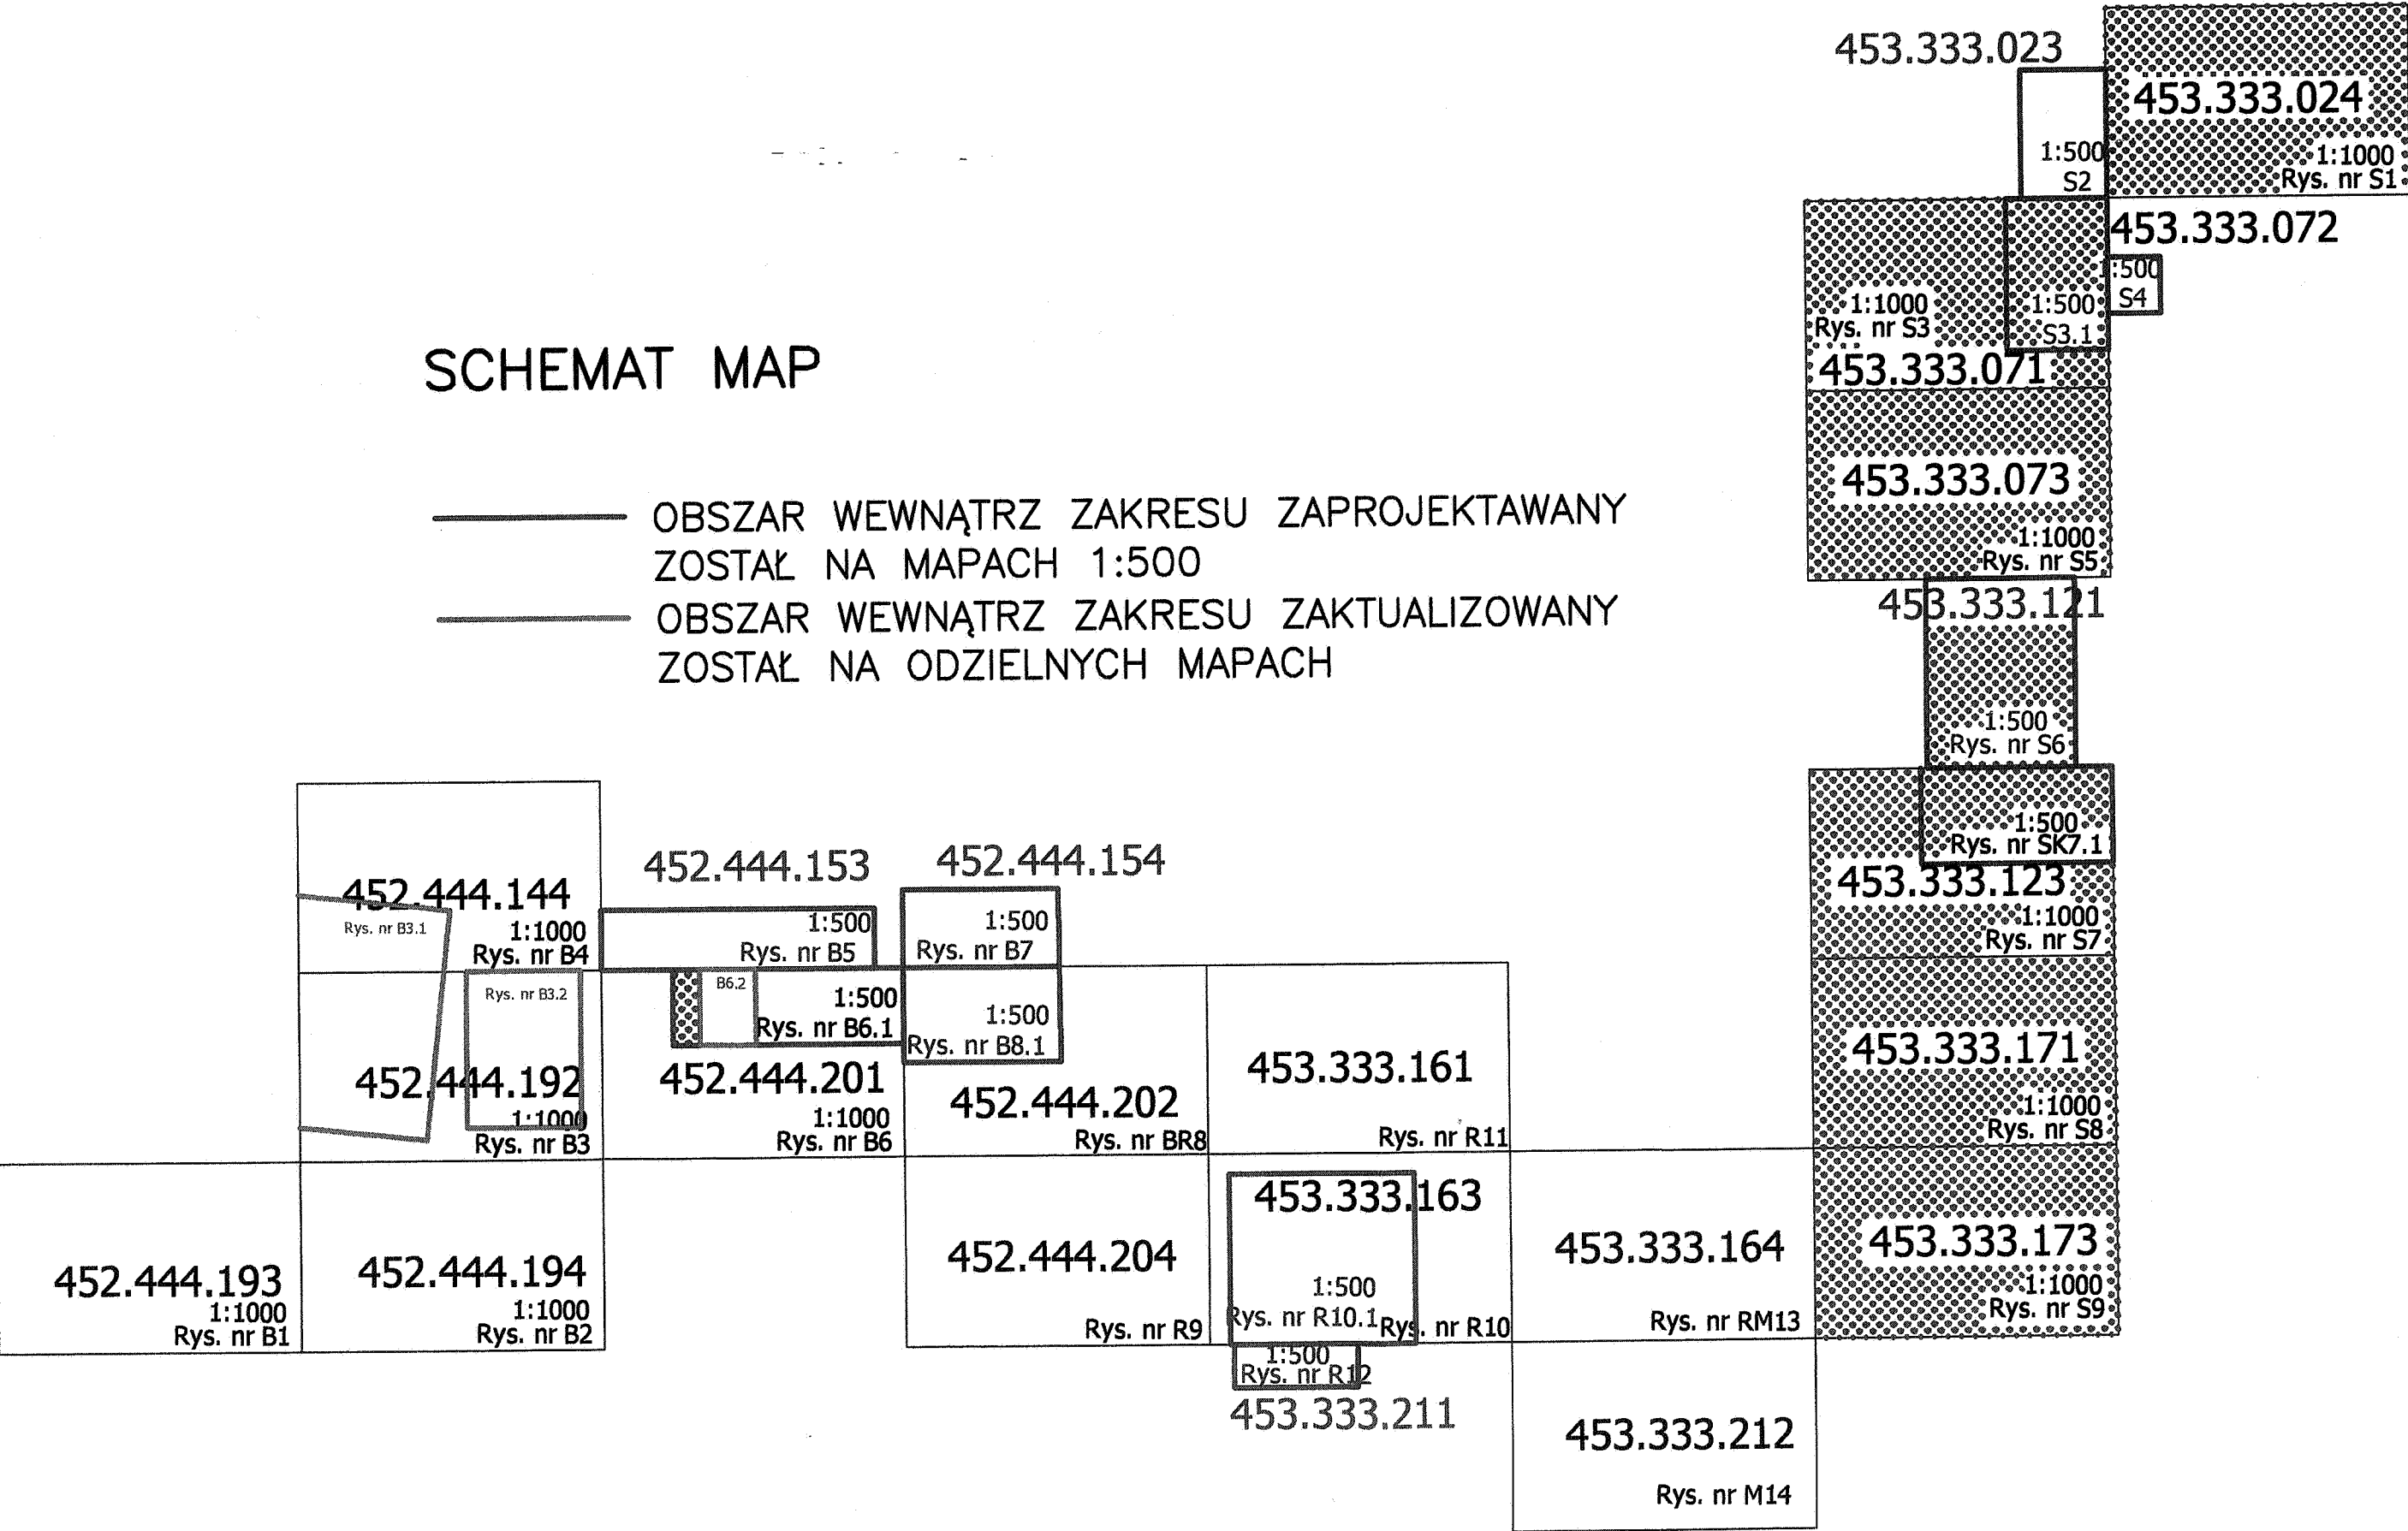 453.333.023
453.333.024
1:500
S2
1:1000
Rys. nr S1
453.333.072
1:500
S4
1:1000
Rys. nr S3
1:500
S3.1
453.333.071
SCHEMAT MAP
453.333.073
1:1000
Rys. nr S5
OBSZAR WEWNĄTRZ ZAKRESU ZAPROJEKTAWANY
ZOSTAŁ NA MAPACH 1:500
OBSZAR WEWNĄTRZ ZAKRESU ZAKTUALIZOWANY
ZOSTAŁ NA ODZIELNYCH MAPACH
453.333.121
1:500
Rys. nr S6
1:500
Rys. nr SK7.1
453.333.123
1:1000
Rys. nr S7
452.444.144
Rys. nr B3.1
1:1000
Rys. nr B4
452.444.153
1:500
Rys. nr B5
452.444.154
1:500
Rys. nr B7
Rys. nr B3.2
452.444.192
1:1000
Rys. nr B3
B6.2
1:500
Rys. nr B6.1
452.444.201
1:1000
Rys. nr B6
1:500
Rys. nr B8.1
452.444.202
Rys. nr BR8
453.333.161
Rys. nr R11
453.333.171
1:1000
Rys. nr S8
452.444.193
1:1000
Rys. nr B1
452.444.194
1:1000
Rys. nr B2
452.444.204
Rys. nr R9
453.333.163
1:500
Rys. nr R10.1
Rys. nr R10
453.333.164
Rys. nr RM13
453.333.173
1:1000
Rys. nr S9
1:500
Rys. nr R12
453.333.211
453.333.212
Rys. nr M14